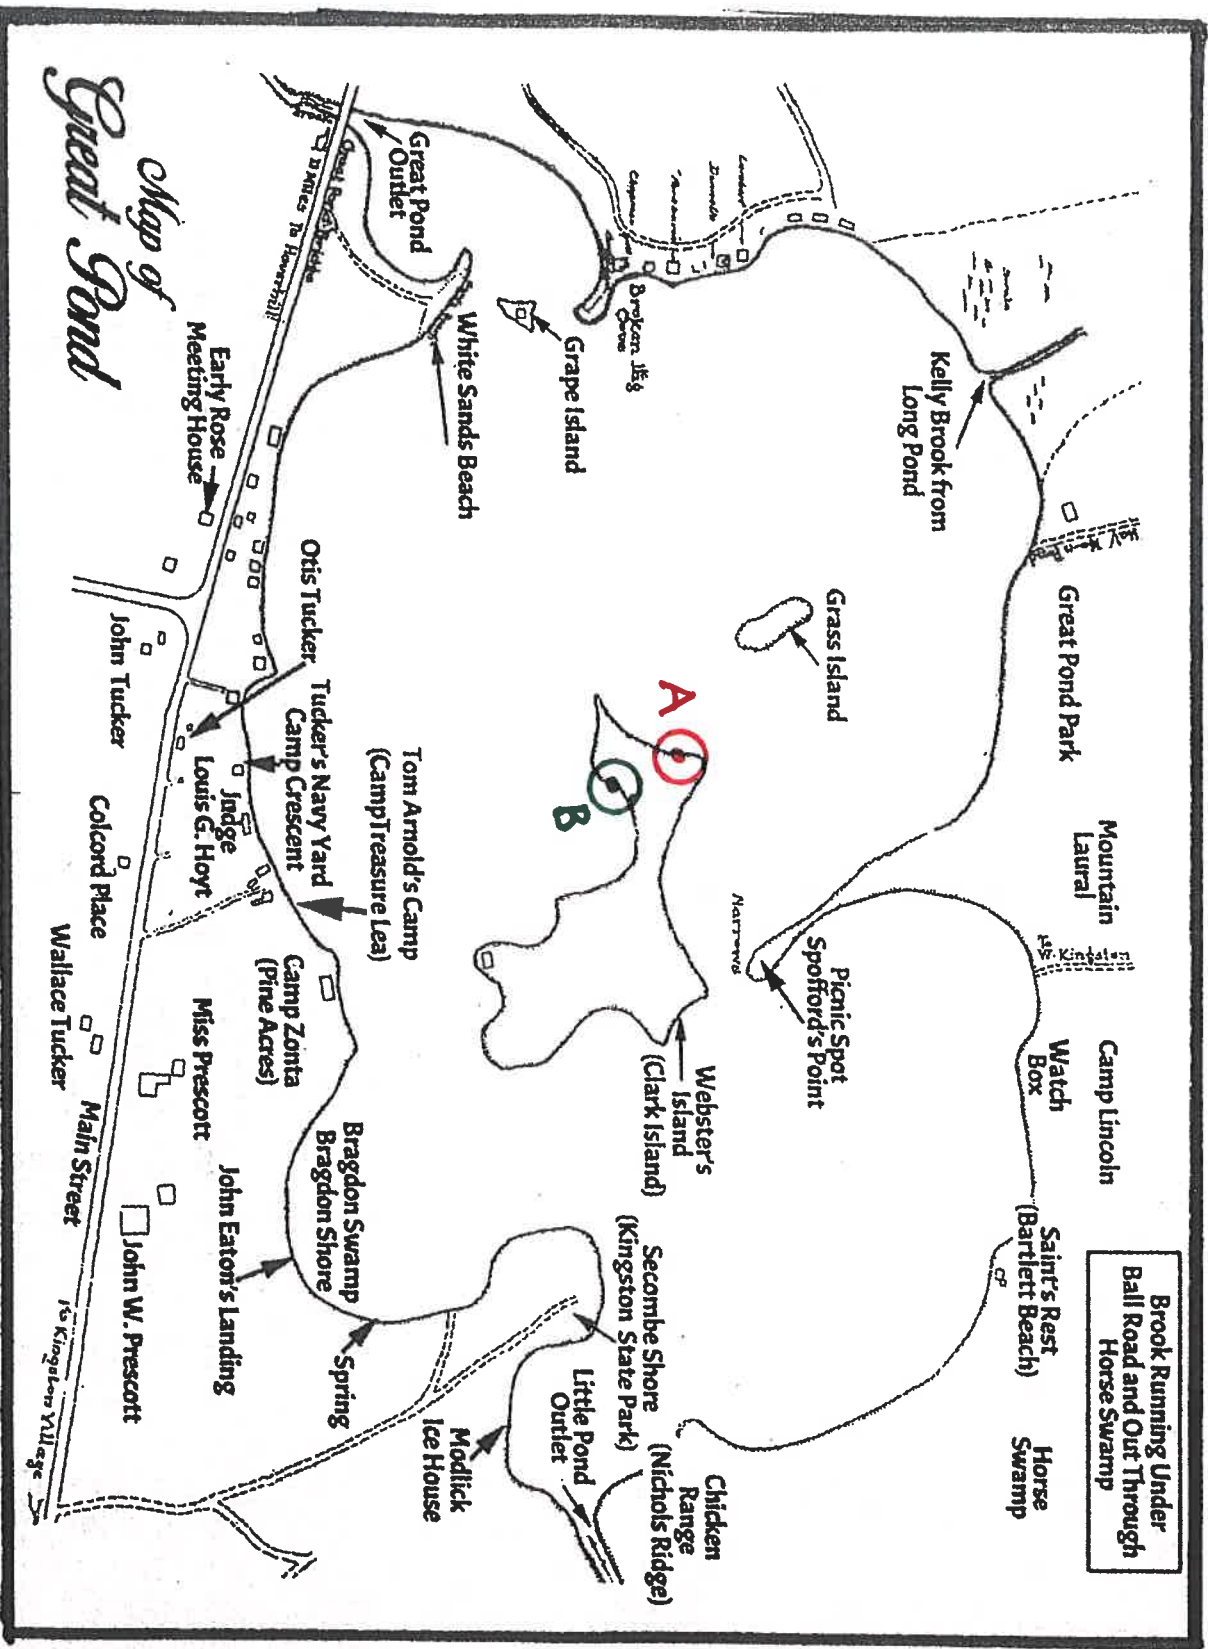 Map of
Great Pond
Brook Running Under
Ball Road and Out Through
Horse Swamp
Great Pond Park
Mountain
Laural
To W. Kingston
Camp Lincoln
Watch
Box
Saint's Rest
(Bartlett Beach)
Horse
Swamp
Kelly Brook from
Long Pond
Grass Island
Picnic Spot
Spofford's Point
Narrows
A
B
Webster's
Island
(Clark Island)
Secombe Shore
(Kingston State Park)
Chicken
Range
(Nichols Ridge)
Little Pond
Outlet
Modlick
Ice House
Great Pond
Outlet
Broken Jug
Cove
Grape Island
White Sands Beach
11 Miles To Haverhill
Early Rose
Meeting House
Otis Tucker
Tucker's Navy Yard
Camp Crescent
Tom Arnold's Camp
(Camp Treasure Lea)
John Tucker
Louis G. Hoyt
Judge
Colcord Place
Camp Zonta
(Pine Acres)
Wallace Tucker
Miss Prescott
Main Street
Bragdon Swamp
Bragdon Shore
John Eaton's Landing
Spring
John W. Prescott
To Kingston Village